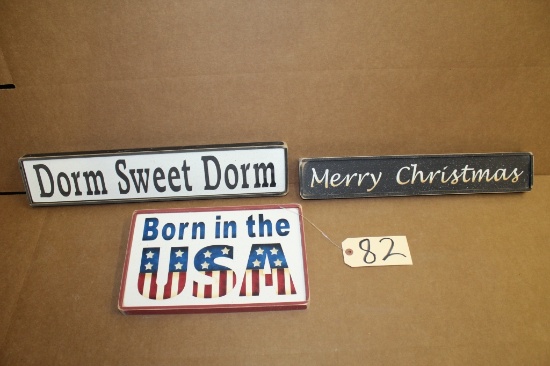 Dorm Sweet Dorm
Merry Christmas
Born in the
USA
82